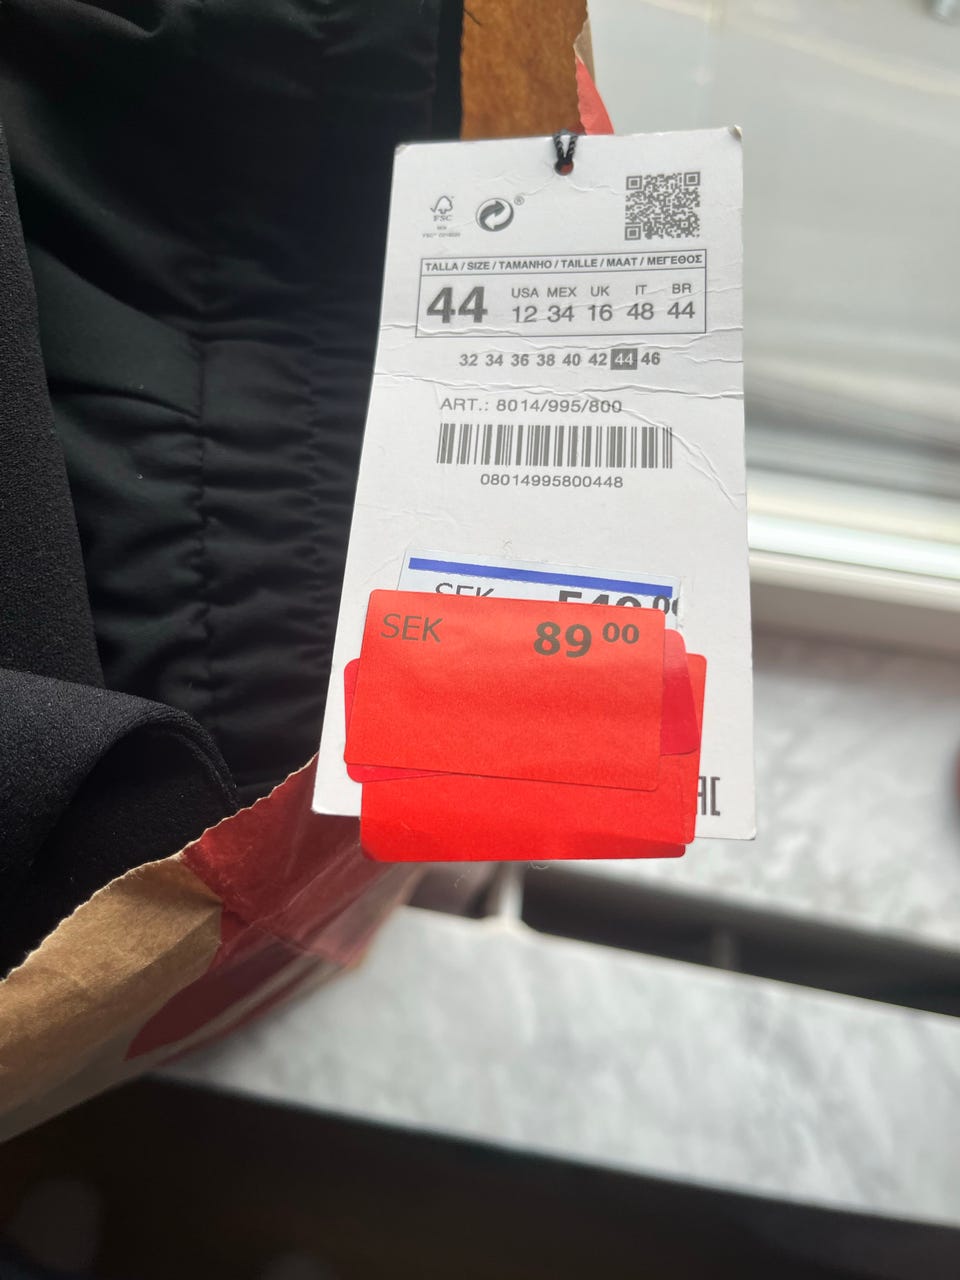 FSC
®
TALLA / SIZE / TAMANHO / TAILLE / MAAT / ΜΕΓΕΘΟΣ
44 USA MEX UK IT BR
12 34 16 48 44
32 34 36 38 40 42 44 46
ART.: 8014/995/800
08014995800448
SEK
SEK 89 00